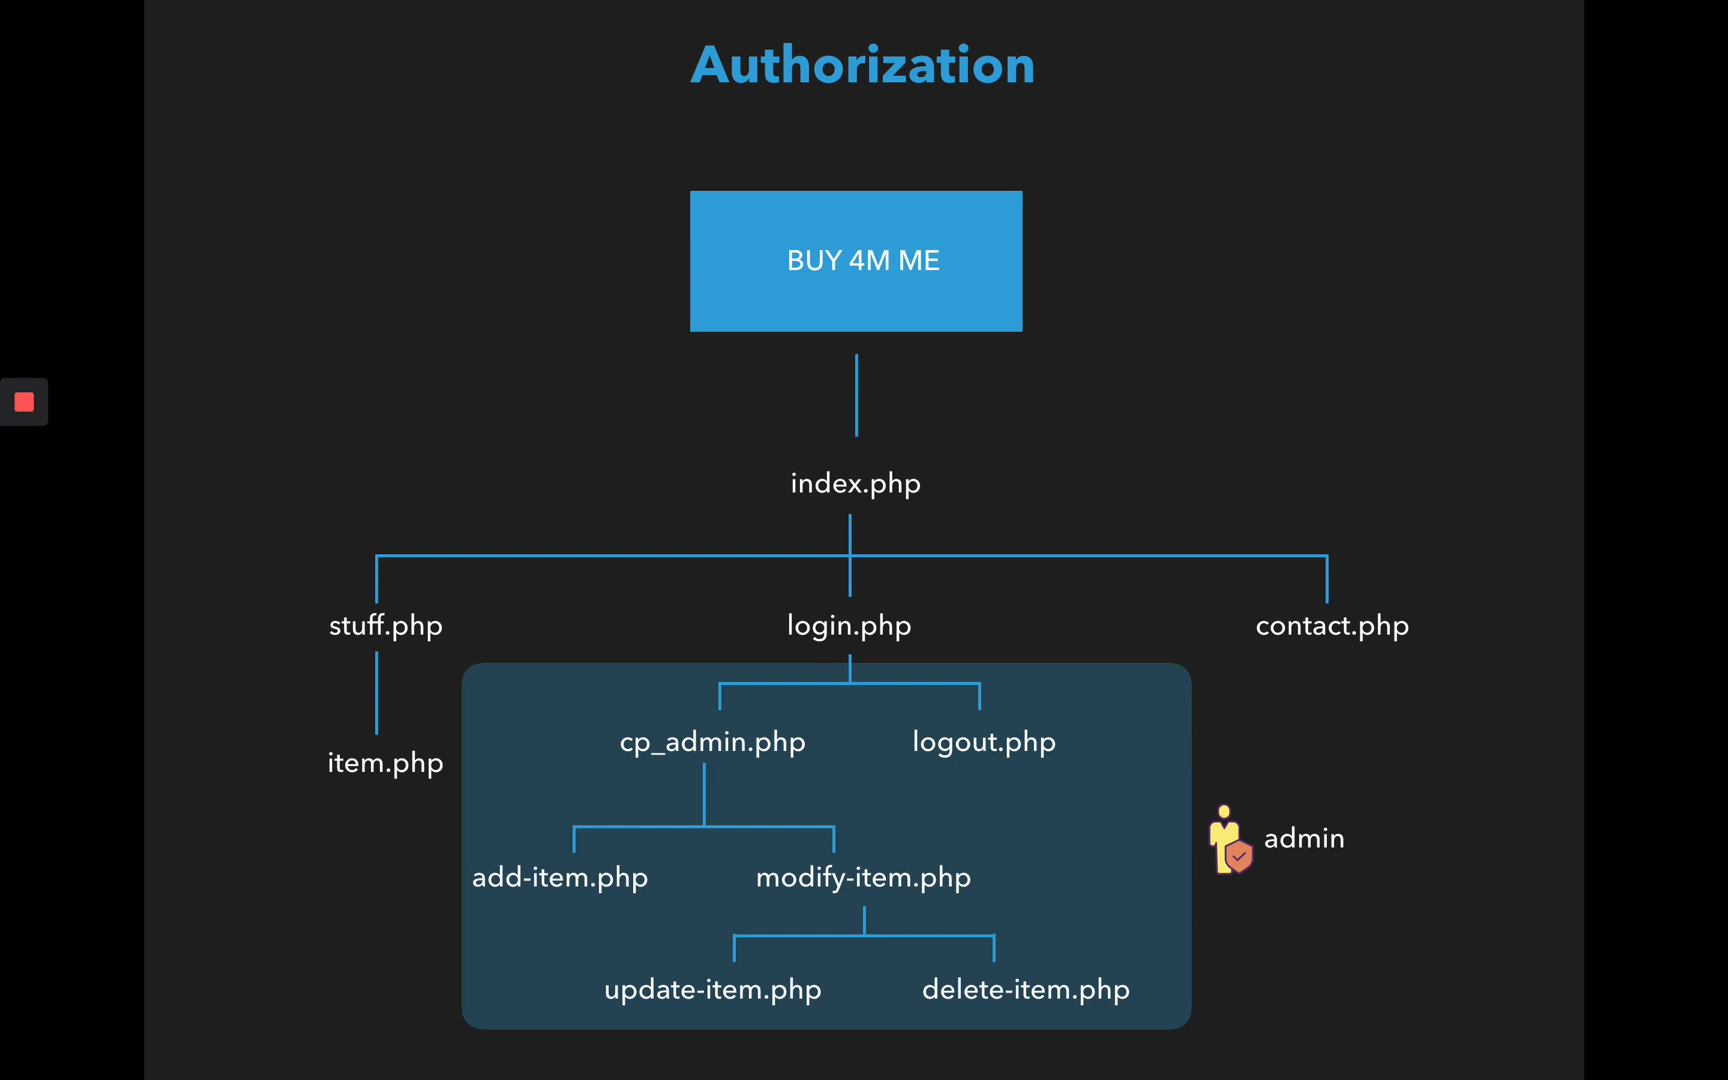 Authorization
BUY 4M ME
index.php
stuff.php
login.php
contact.php
cp_admin.php
logout.php
item.php
admin
add-item.php
modify-item.php
update-item.php
delete-item.php